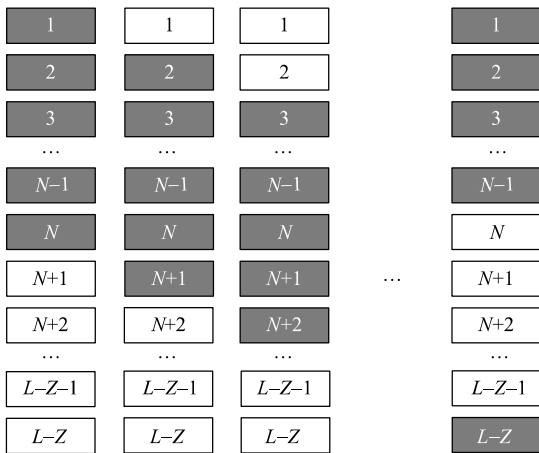 1 1 1 1
2 2 2 2
3 3 3 3
... ... ... ...
N–1 N–1 N–1 N–1
N N N N
N+1 N+1 N+1 ... N+1
N+2 N+2 N+2 N+2
... ... ... ...
L–Z–1 L–Z–1 L–Z–1 L–Z–1
L–Z L–Z L–Z L–Z